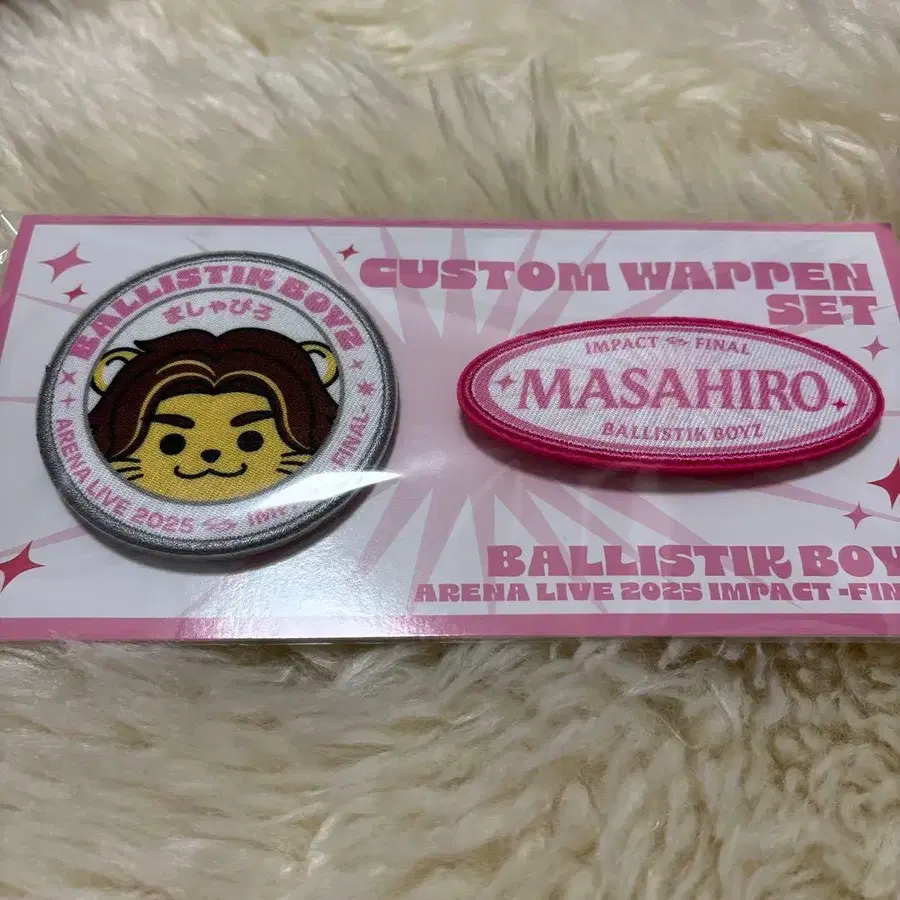 BALLISTIK BOYZ
ましゃぴろ
ARENA LIVE 2025
FINAL-
CUSTOM WAPPEN
SET
IMPACT FINAL
MASAHIRO
BALLISTIK BOYZ
BALLISTIK BOY
ARENA LIVE 2025 IMPACT -FIN